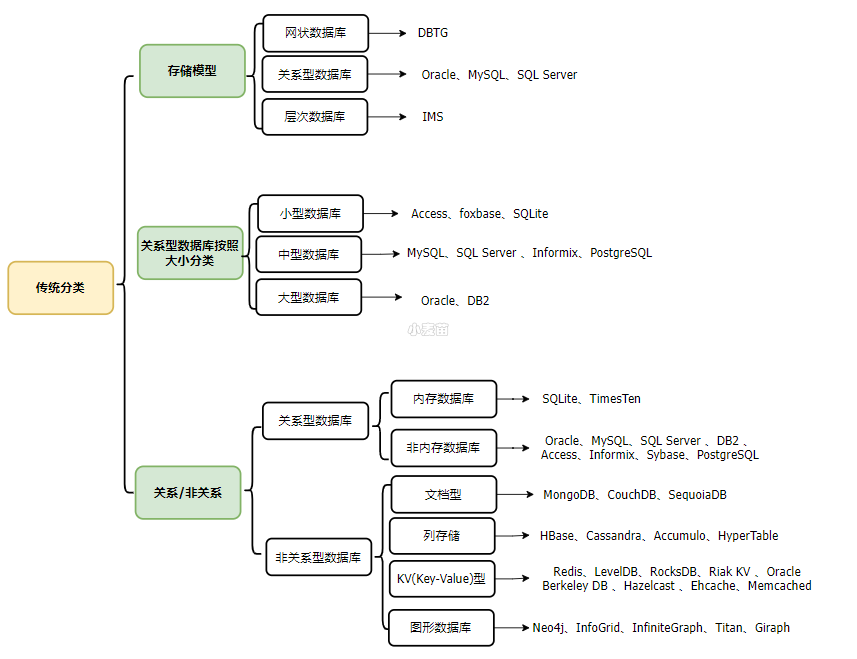 网状数据库
DBTG
存储模型
关系型数据库
Oracle、MySQL、SQL Server
层次数据库
IMS
小型数据库
Access、foxbase、SQLite
关系型数据库按照
大小分类
中型数据库
MySQL、SQL Server 、Informix、PostgreSQL
传统分类
大型数据库
Oracle、DB2
小麦苗
内存数据库
SQLite、TimesTen
关系型数据库
非内存数据库
Oracle、MySQL、SQL Server 、DB2 、
Access、Informix、Sybase、PostgreSQL
关系/非关系
文档型
MongoDB、CouchDB、SequoiaDB
列存储
HBase、Cassandra、Accumulo、HyperTable
非关系型数据库
KV(Key-Value)型
Redis、LevelDB、RocksDB、Riak KV 、Oracle
Berkeley DB 、Hazelcast 、Ehcache、Memcached
图形数据库
Neo4j、InfoGrid、InfiniteGraph、Titan、Giraph